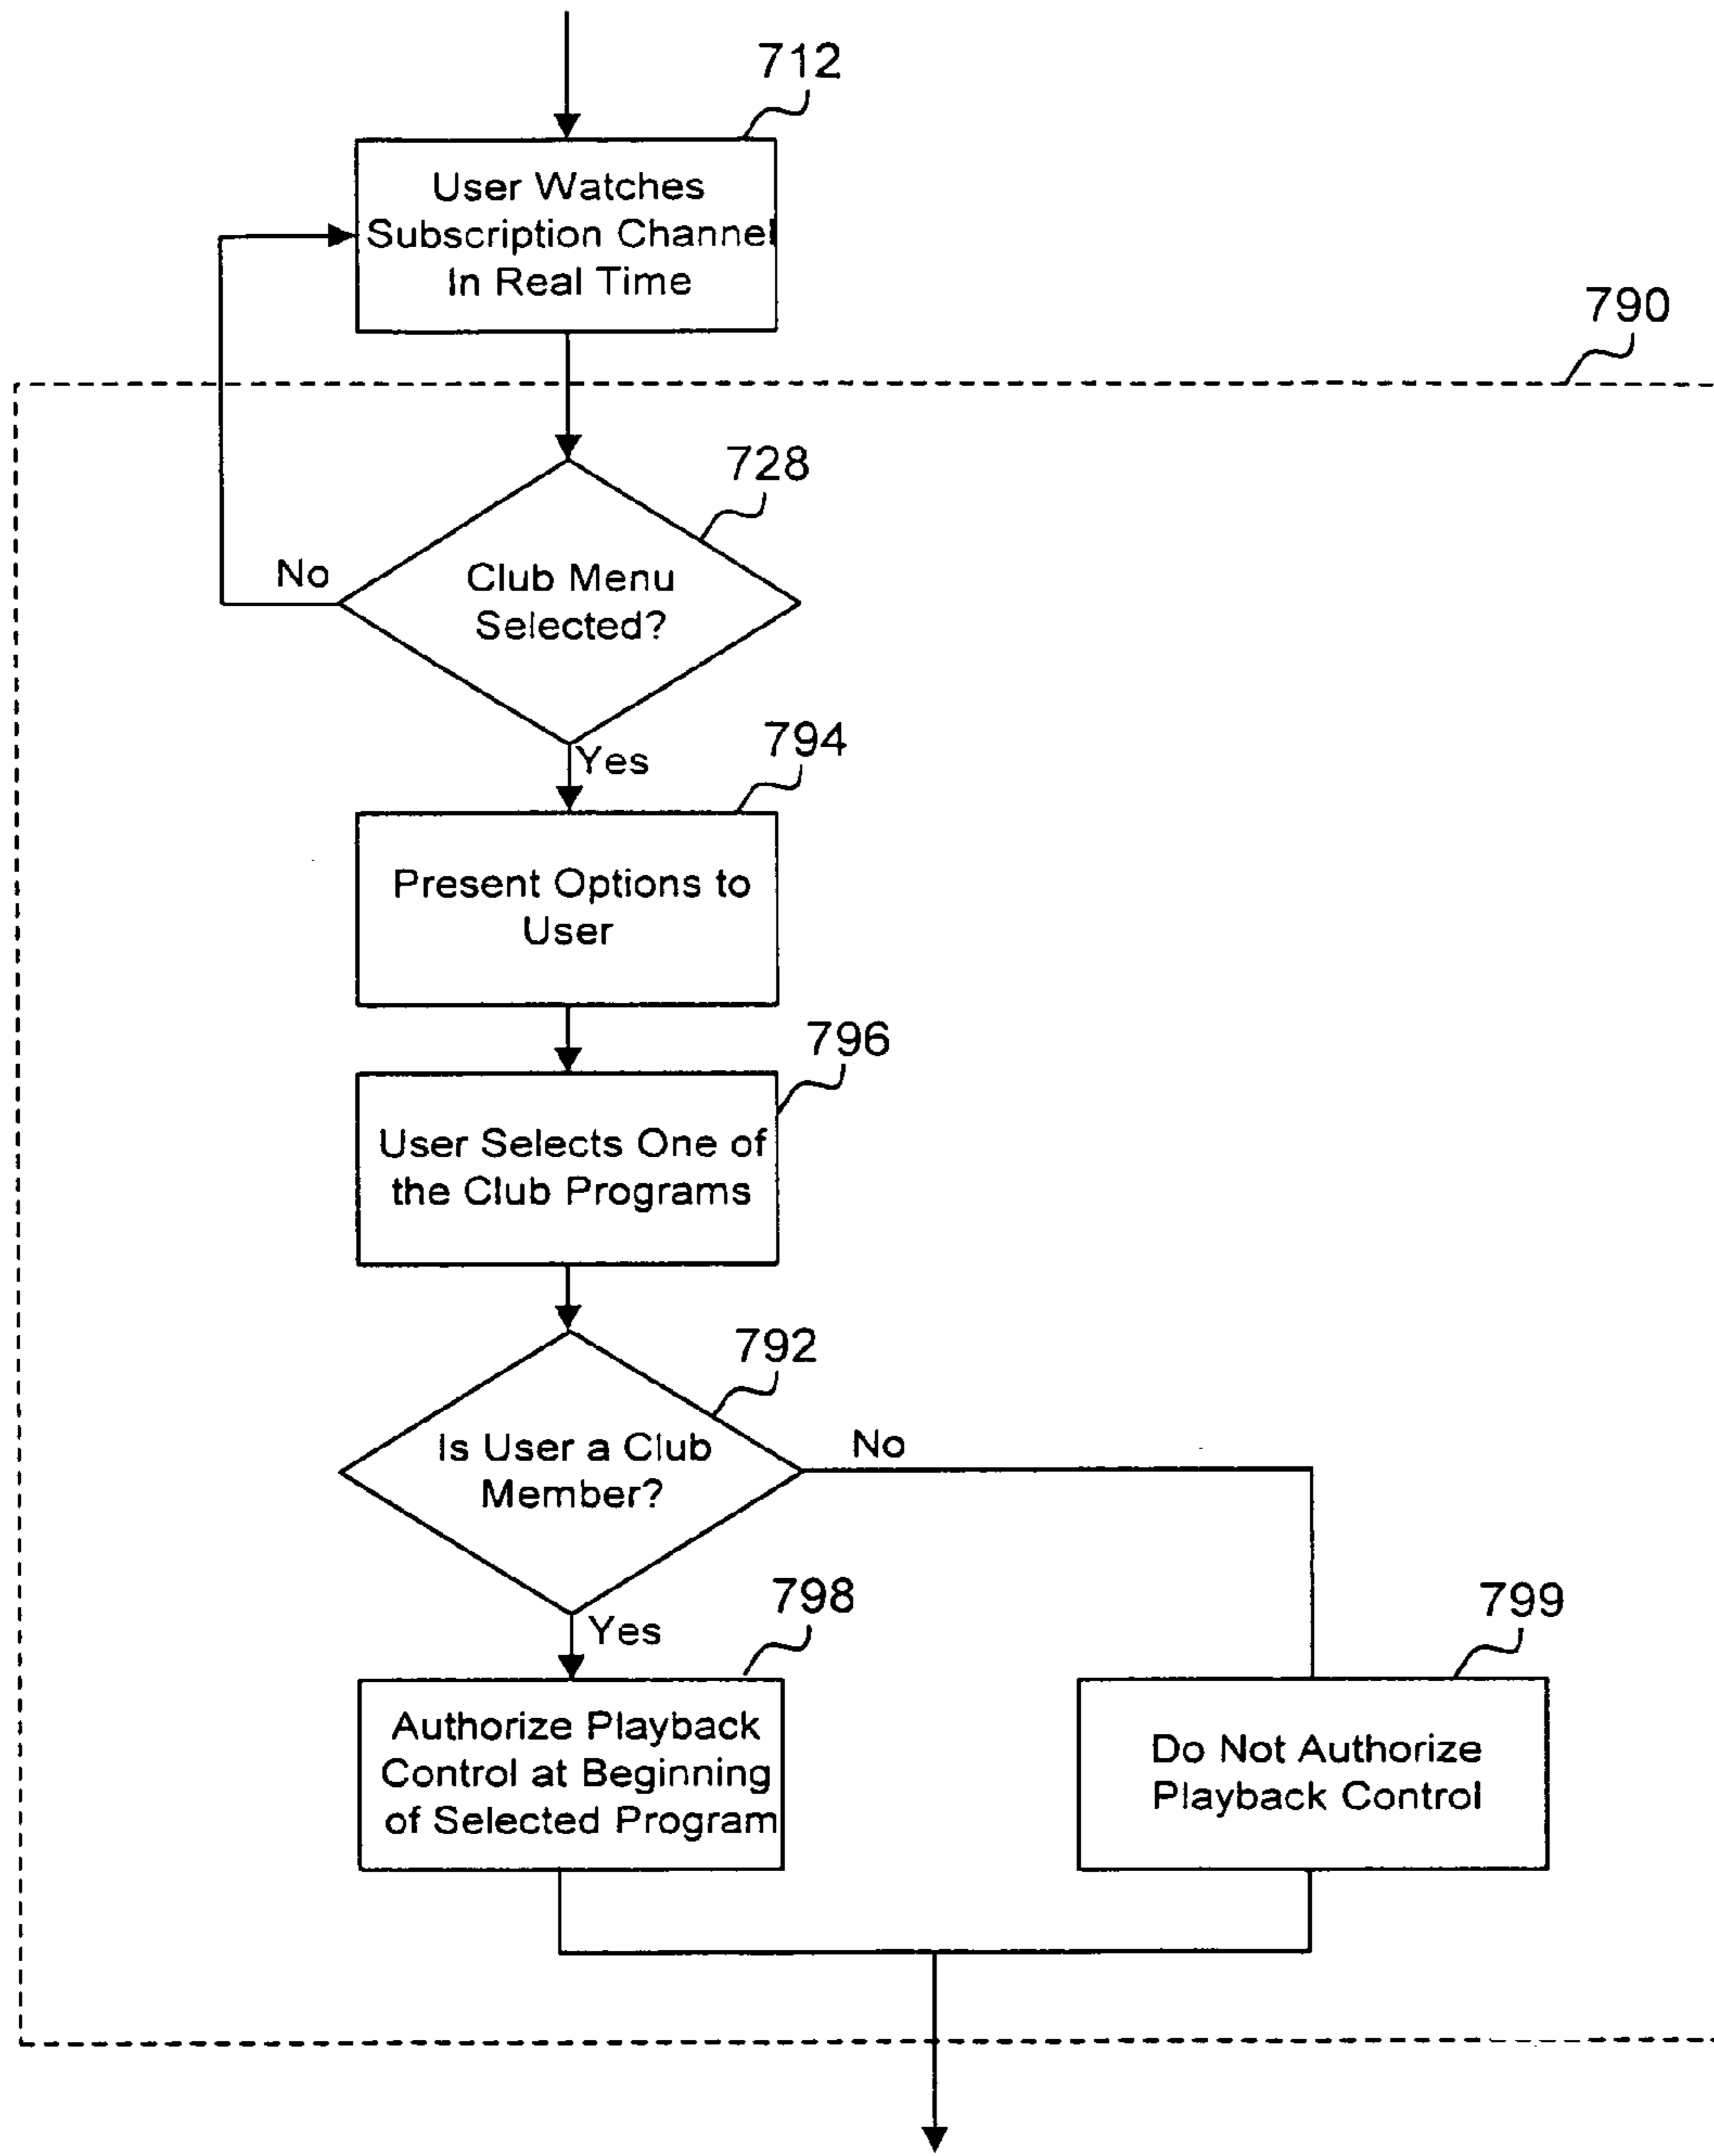 712
User Watches
Subscription Channel
In Real Time
790
728
No
Club Menu
Selected?
Yes
794
Present Options to
User
796
User Selects One of
the Club Programs
792
Is User a Club
Member?
No
Yes
798
Authorize Playback
Control at Beginning
of Selected Program
799
Do Not Authorize
Playback Control